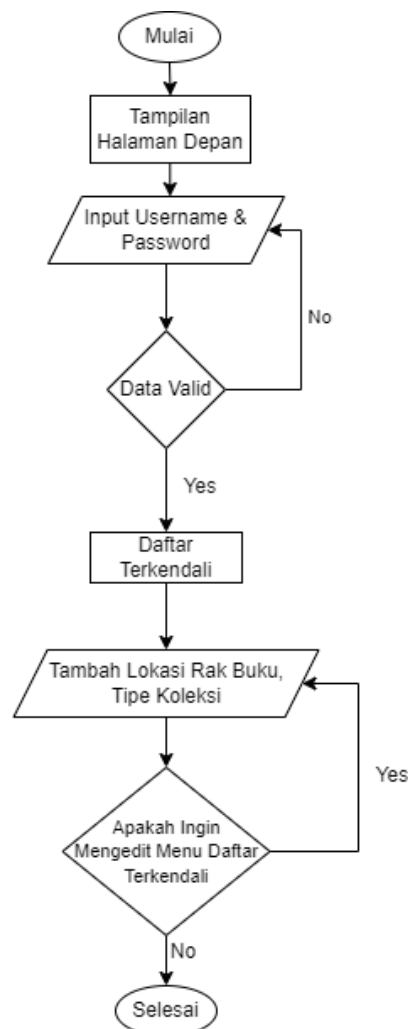 Mulai
Tampilan
Halaman Depan
Input Username &
Password
No
Data Valid
Yes
Daftar
Terkendali
Tambah Lokasi Rak Buku,
Tipe Koleksi
Yes
Apakah Ingin
Mengedit Menu Daftar
Terkendali
No
Selesai